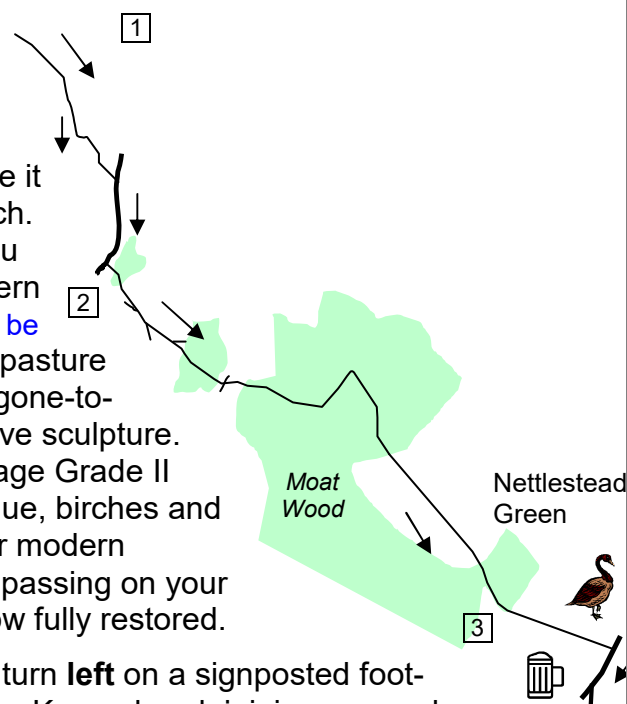 1
e it
ch.
u
ern
2
be
pasture
gone-to-
ve sculpture.
age Grade II
ue, birches and
r modern
passing on your
w fully restored.
Moat
Wood
Nettlestead
Green
3
turn left on a signposted foot-